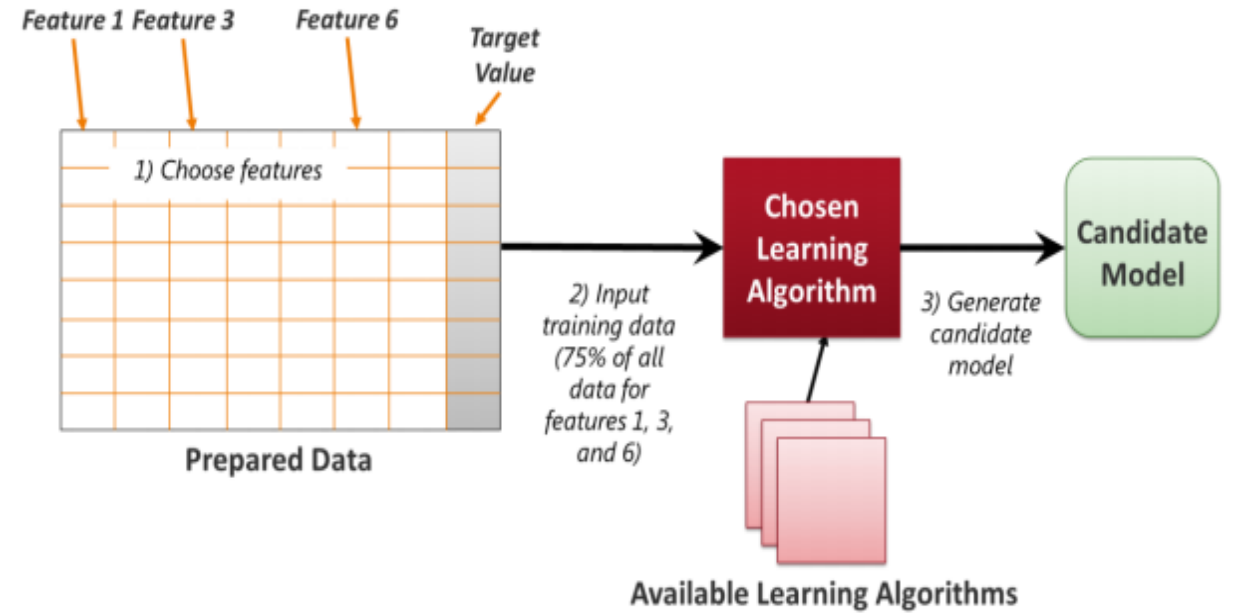 Feature 1 Feature 3 Feature 6
Target
Value
1) Choose features
Prepared Data
2) Input
training data
(75% of all
data for
features 1, 3,
and 6)
Chosen
Learning
Algorithm
3) Generate
candidate
model
Candidate
Model
Available Learning Algorithms